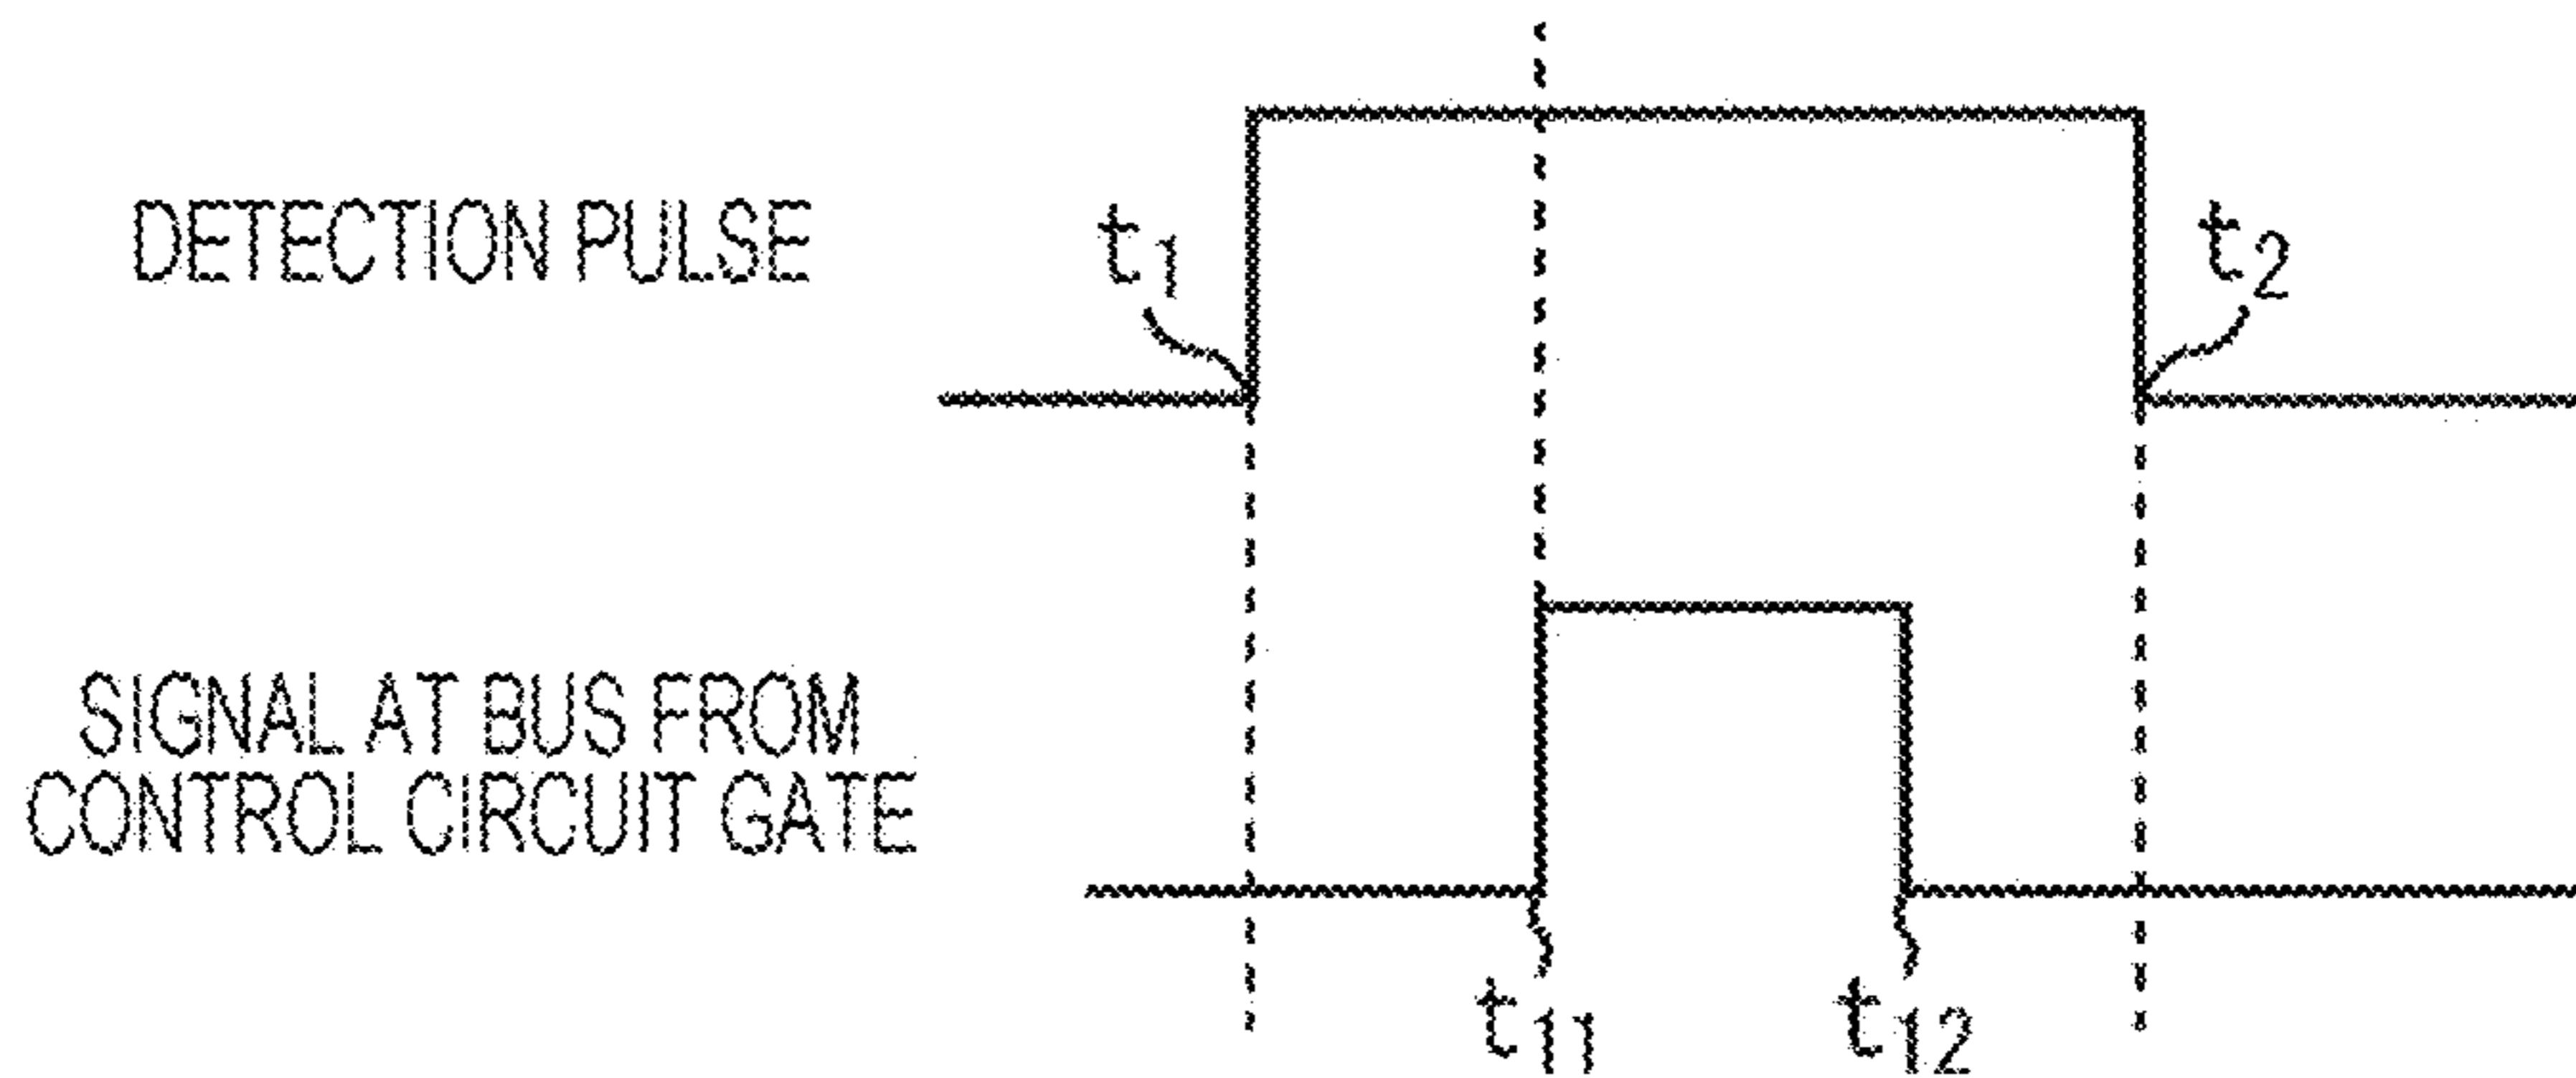 DETECTION PULSE
t1
t2
SIGNAL AT BUS FROM
CONTROL CIRCUIT GATE
t11
t12